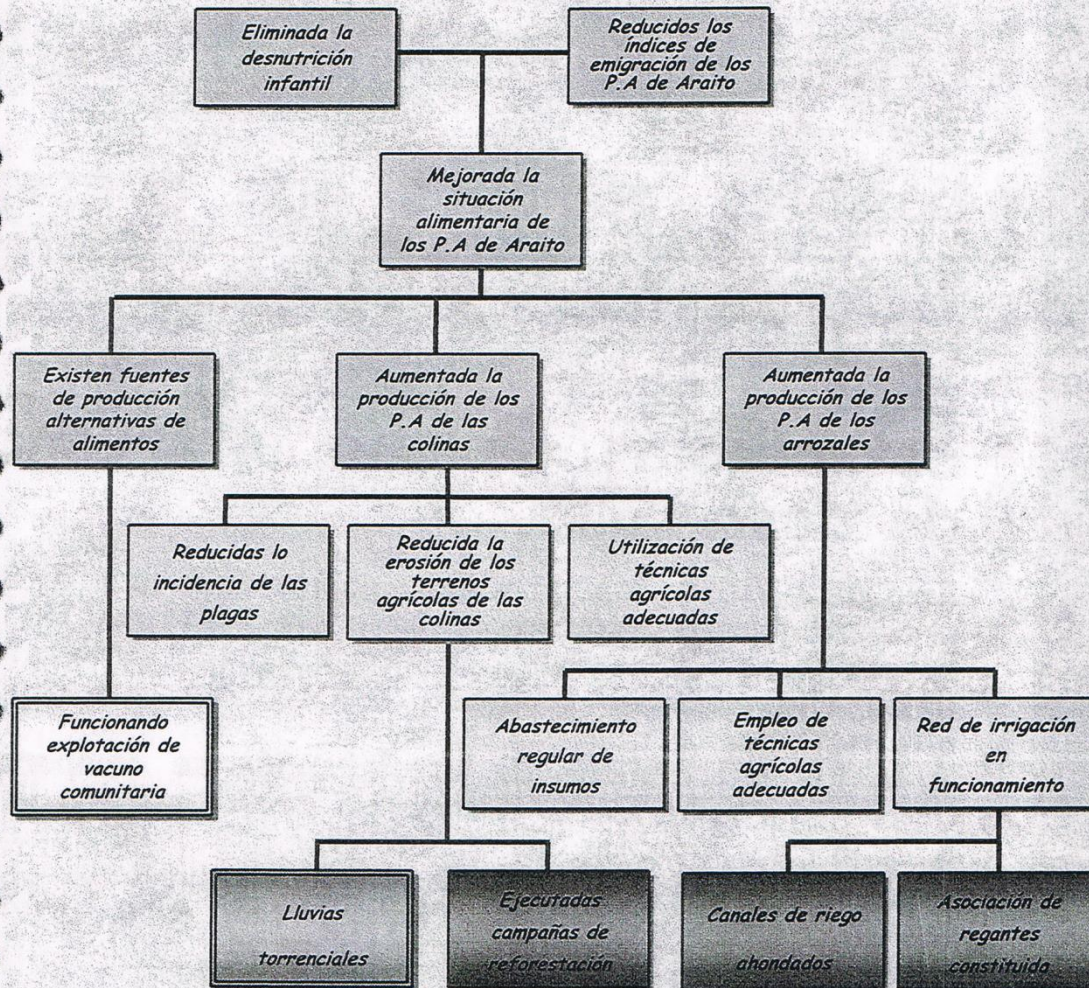 Eliminada la
desnutrición
infantil
Reducidos los
índices de
emigración de los
P.A de Araito
Mejorada la
situación
alimentaria de
los P.A de Araito
Existen fuentes
de producción
alternativas de
alimentos
Aumentada la
producción de los
P.A de las
colinas
Aumentada la
producción de los
P.A de los
arrozales
Reducidas lo
incidencia de las
plagas
Reducida la
erosión de los
terrenos
agrícolas de las
colinas
Utilización de
técnicas
agrícolas
adecuadas
Funcionando
explotación de
vacuno
comunitaria
Abastecimiento
regular de
insumos
Empleo de
técnicas
agrícolas
adecuadas
Red de irrigación
en
funcionamiento
Lluvias
torrenciales
Ejecutadas
campañas de
reforestación
Canales de riego
ahondados
Asociación de
regantes
constituida